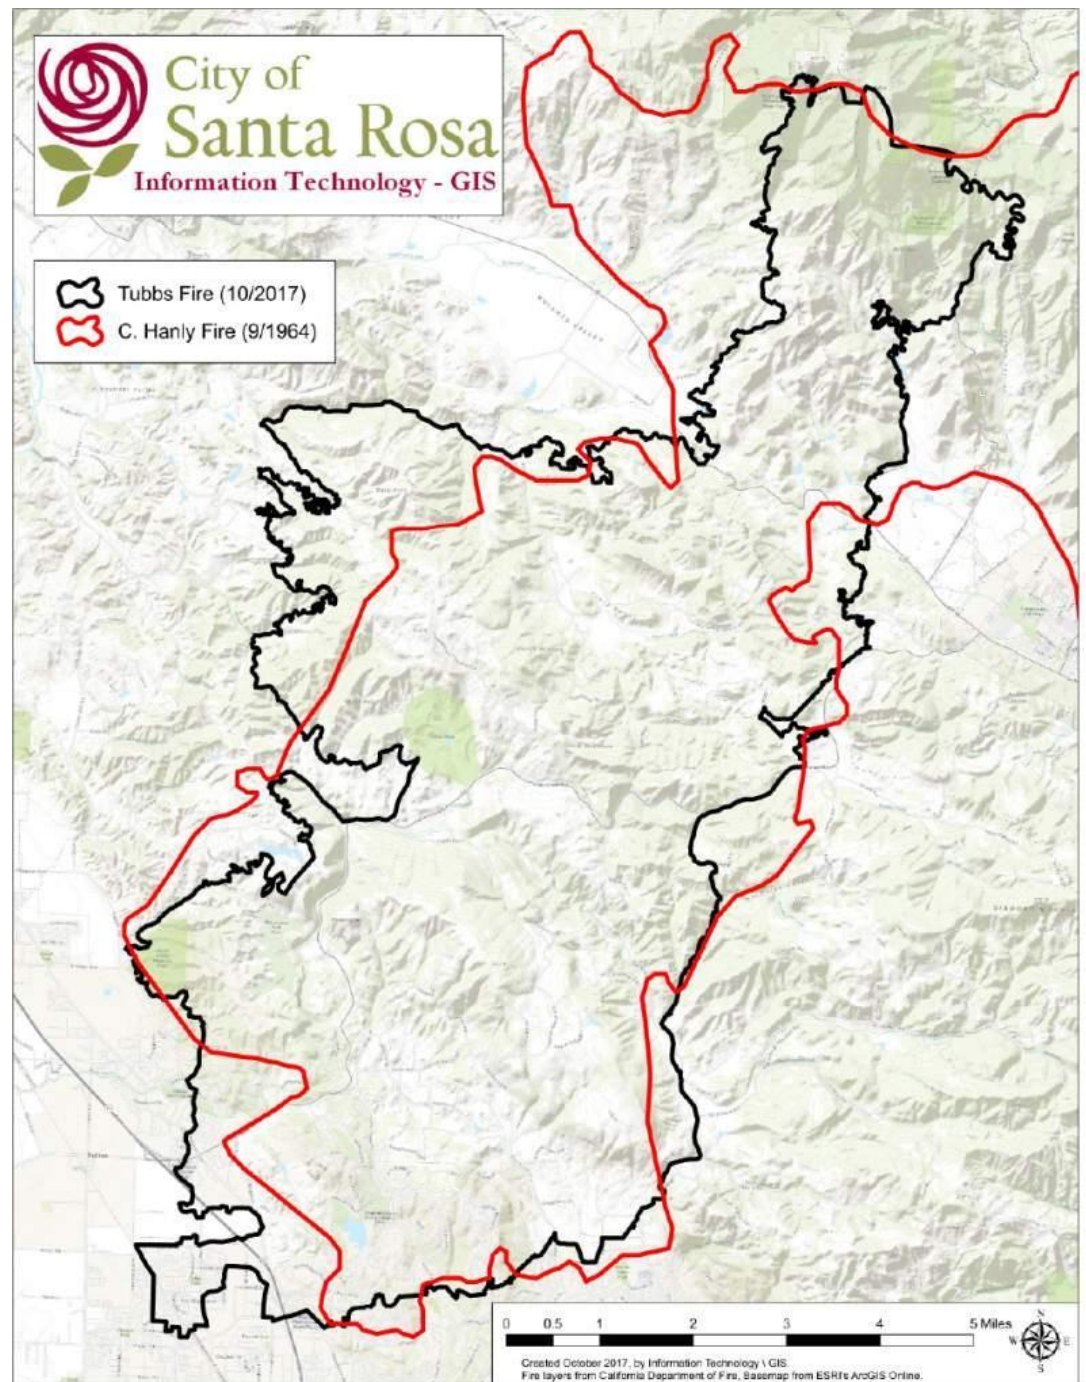 City of
Santa Rosa
Information Technology - GIS
Tubbs Fire (10/2017)
C. Hanly Fire (9/1964)
0 0.5 1 2 3 4 5 Miles
N
W E
S
Created October 2017, by Information Technology \ GIS
Fire layers from California Department of Fire, Basemap from ESRI's ArcGIS Online.